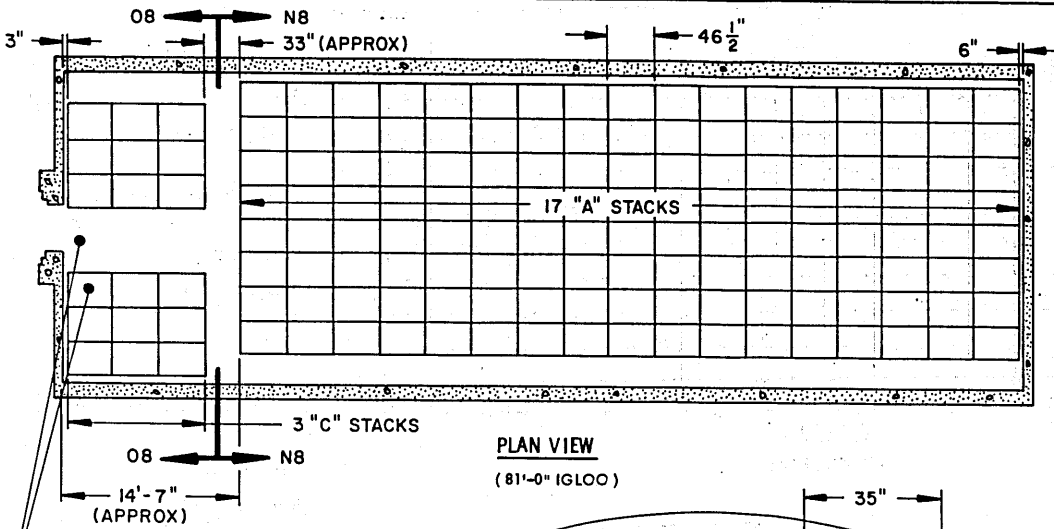 08 N8
3" 33" (APPROX) 46 1/2" 6"
17 "A" STACKS
3 "C" STACKS
08 N8
PLAN VIEW
(81'-0" IGLOO)
14'-7"
(APPROX)
35"